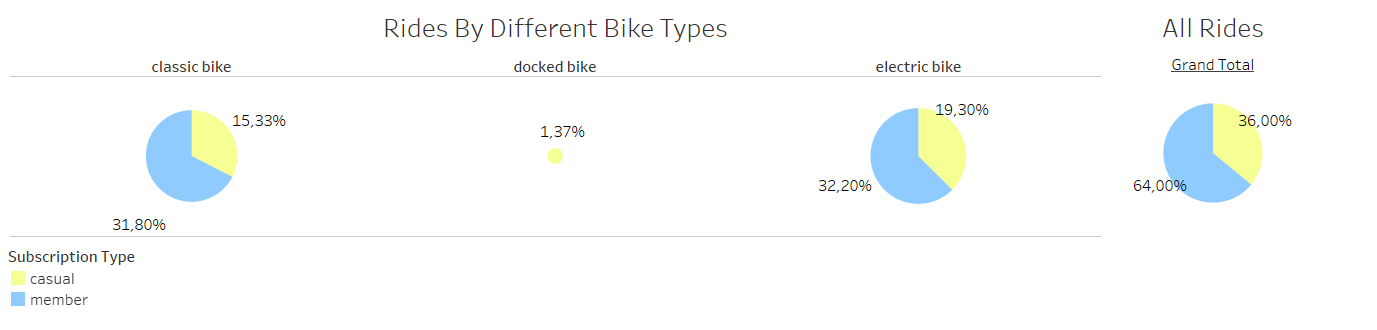 Rides By Different Bike Types
All Rides
classic bike
docked bike
electric bike
Grand Total
15,33%
31,80%
1,37%
19,30%
32,20%
36,00%
64,00%
Subscription Type
casual
member